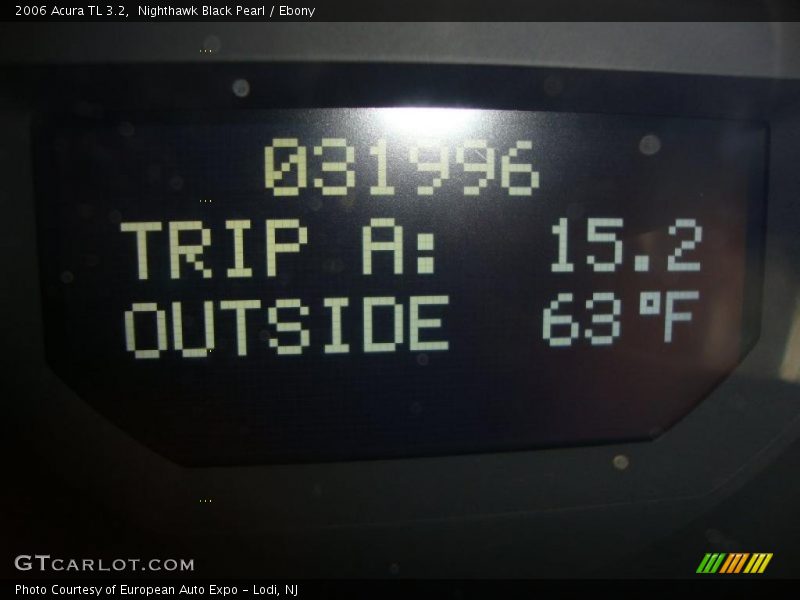 2006 Acura TL 3.2,  Nighthawk Black Pearl / Ebony
031996
TRIP A: 15.2
OUTSIDE 63°F
GTCARLOT.COM
Photo Courtesy of European Auto Expo - Lodi, NJ